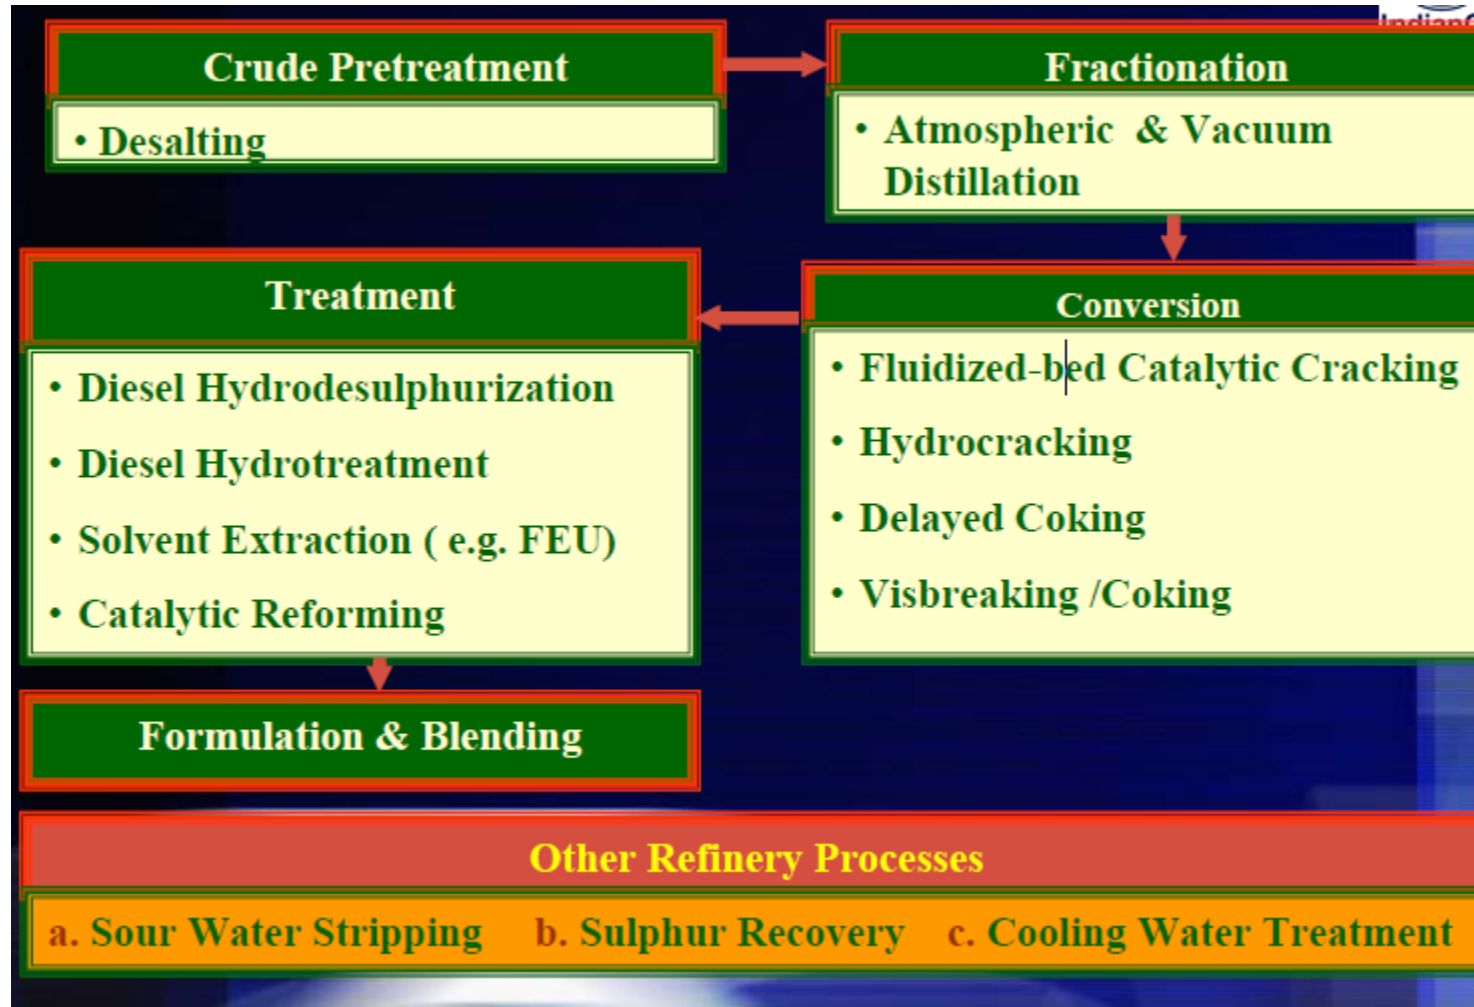 Crude Pretreatment
• Desalting
Fractionation
• Atmospheric & Vacuum
Distillation
Treatment
• Diesel Hydrodesulphurization
• Diesel Hydrotreatment
• Solvent Extraction ( e.g. FEU)
• Catalytic Reforming
Conversion
• Fluidized-bed Catalytic Cracking
• Hydrocracking
• Delayed Coking
• Visbreaking /Coking
Formulation & Blending
Other Refinery Processes
a. Sour Water Stripping b. Sulphur Recovery c. Cooling Water Treatment